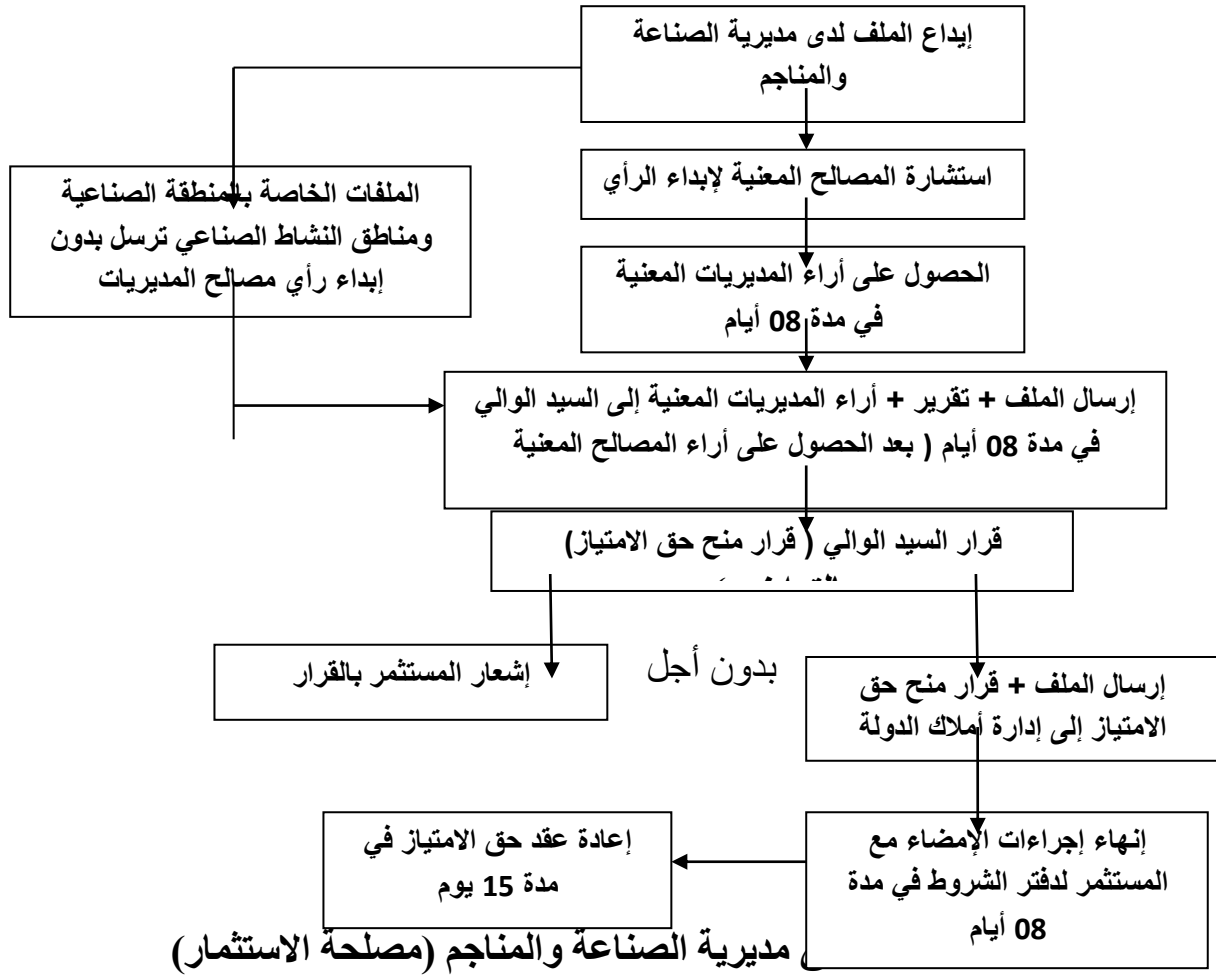 إيداع الملف لدى مديرية الصناعة
والمناجم
استشارة المصالح المعنية لإبداء الرأي
الملفات الخاصة بالمنطقة الصناعية
ومناطق النشاط الصناعي ترسل بدون
إبداء رأي مصالح المديريات
الحصول على أراء المديريات المعنية
في مدة 08 أيام
إرسال الملف + تقرير + أراء المديريات المعنية إلى السيد الوالي
في مدة 08 أيام ( بعد الحصول على أراء المصالح المعنية
قرار السيد الوالي ( قرار منح حق الامتياز)
إرسال الملف + قرار منح حق
الامتياز إلى إدارة أملاك الدولة
بدون أجل
إشعار المستثمر بالقرار
إنهاء إجراءات الإمضاء مع
المستثمر لدفتر الشروط في مدة
08 أيام
إعادة عقد حق الامتياز في
مدة 15 يوم
مديرية الصناعة والمناجم (مصلحة الاستثمار)